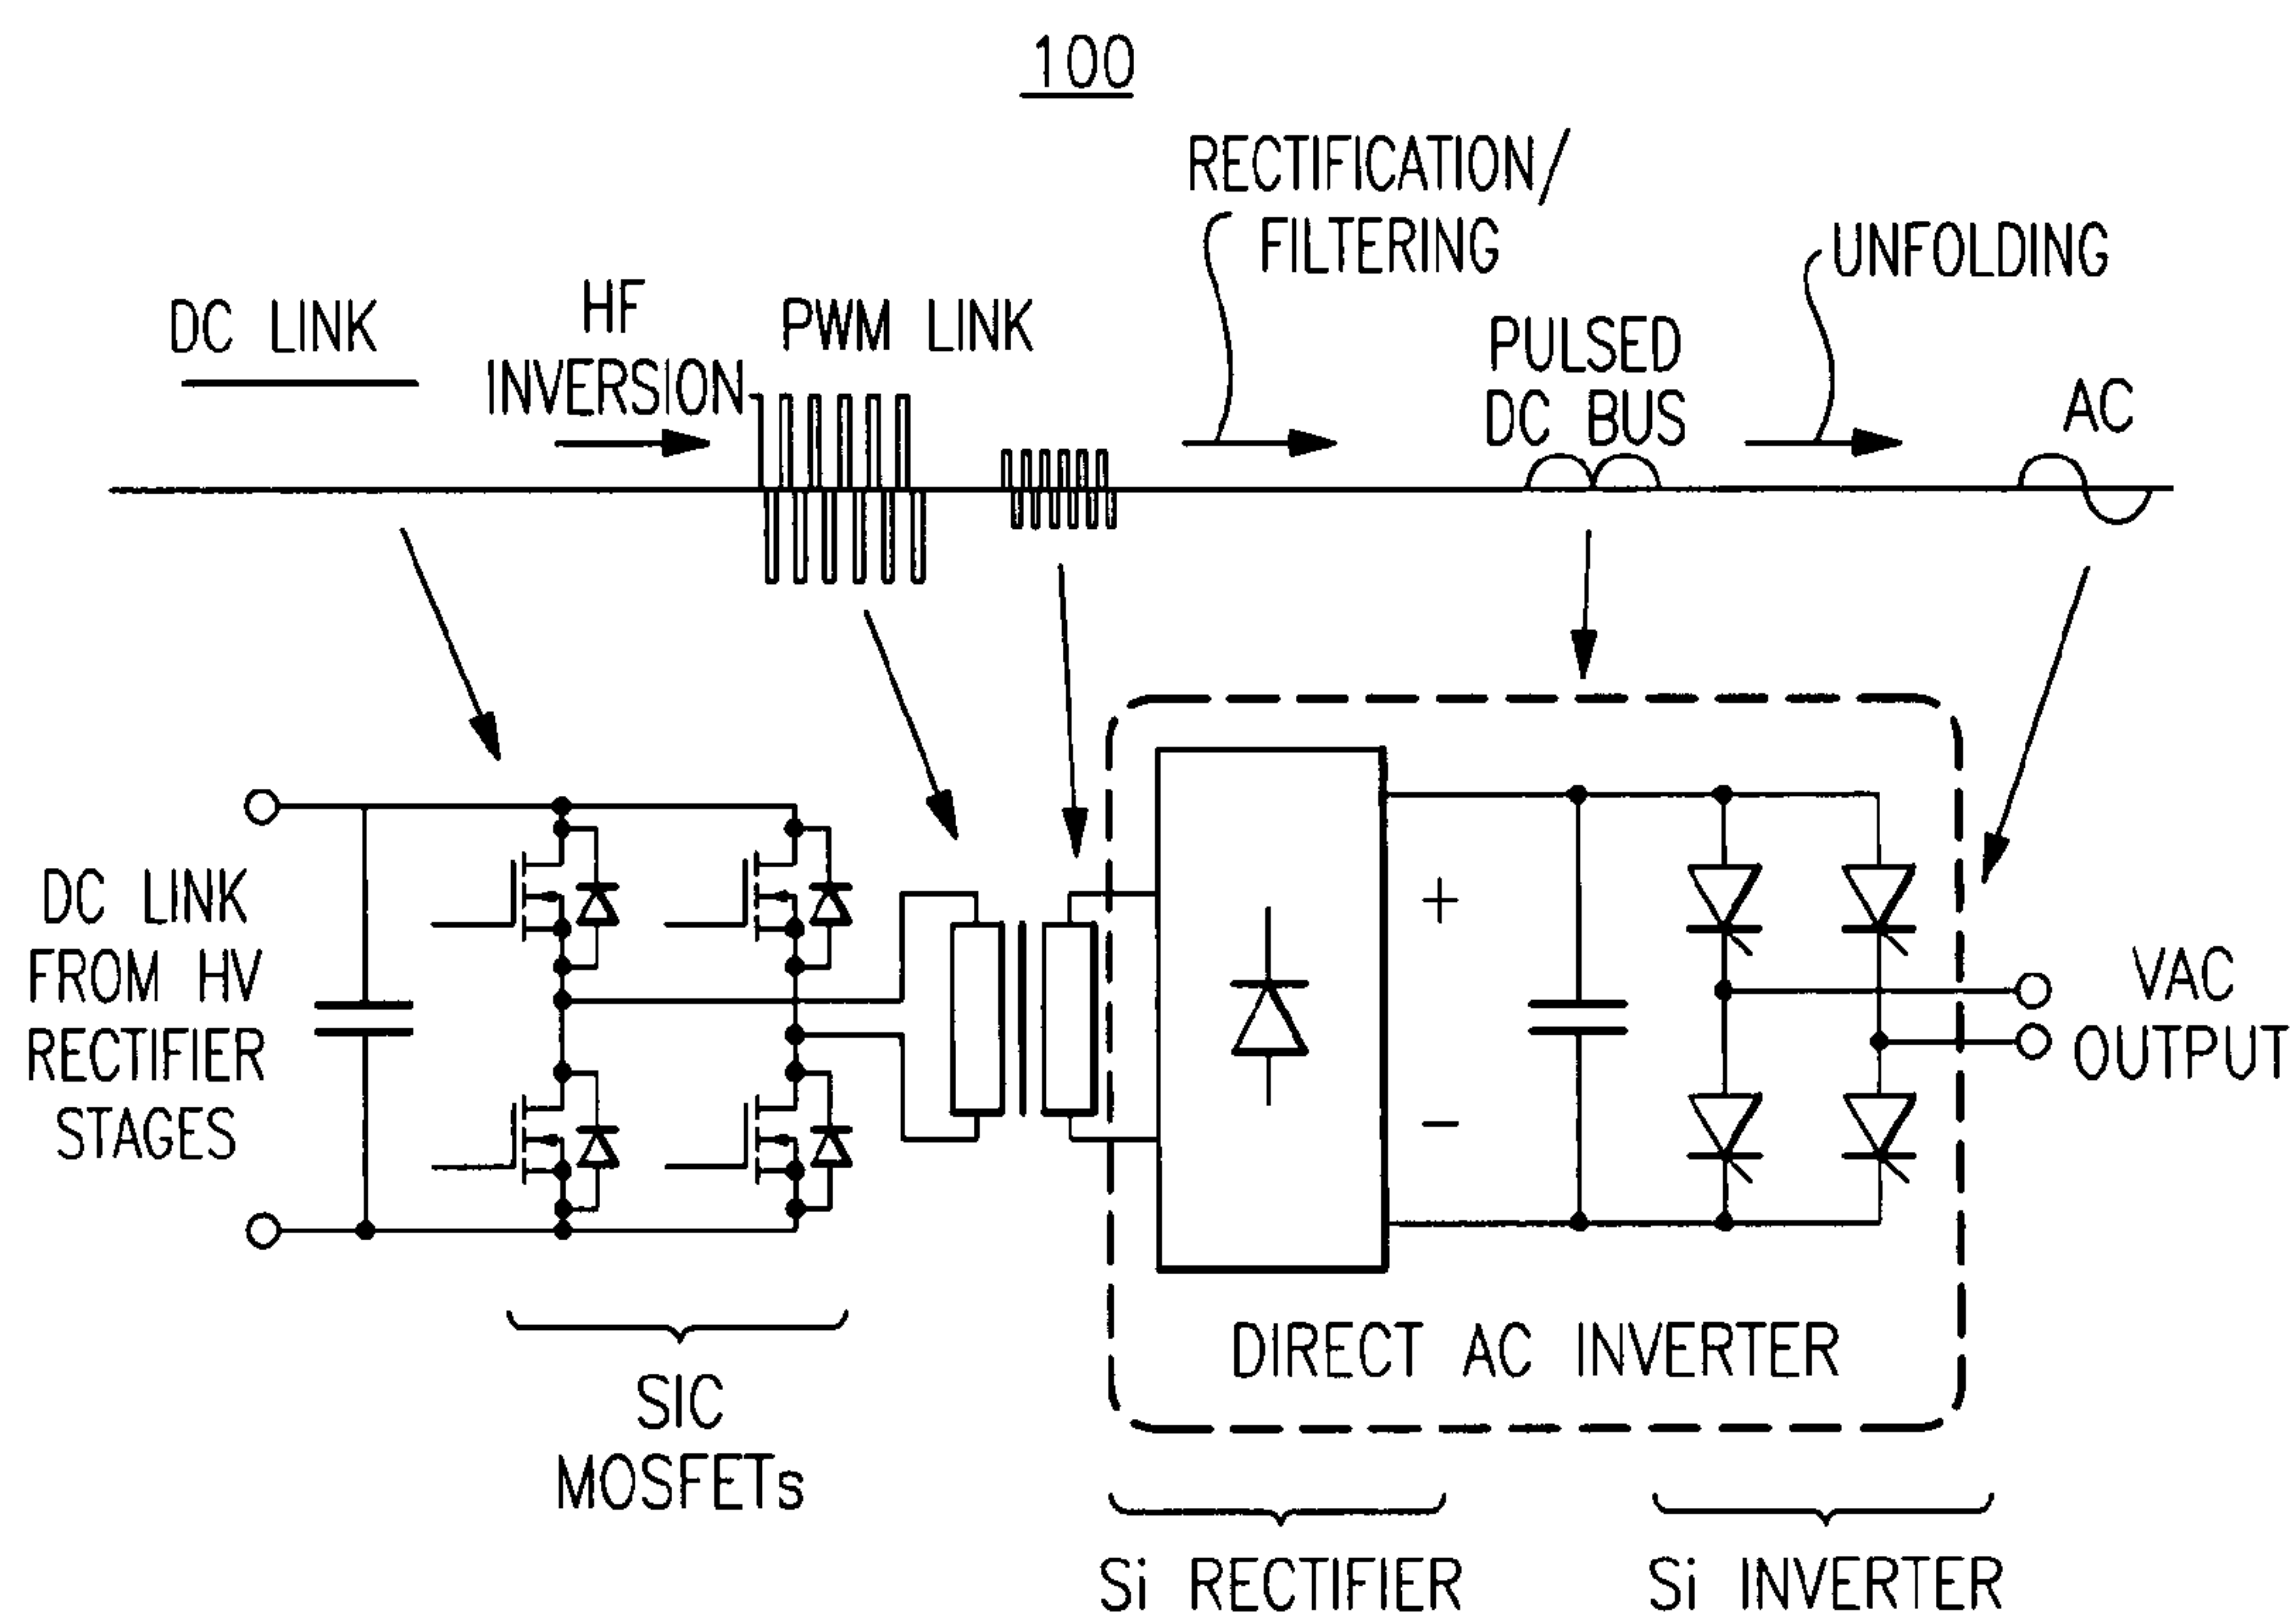 100
RECTIFICATION/
FILTERING
UNFOLDING
DC LINK
HF
INVERSION
PWM LINK
PULSED
DC BUS
AC
DC LINK
FROM HV
RECTIFIER
STAGES
+
−
VAC
OUTPUT
DIRECT AC INVERTER
SIC
MOSFETs
Si RECTIFIER
Si INVERTER